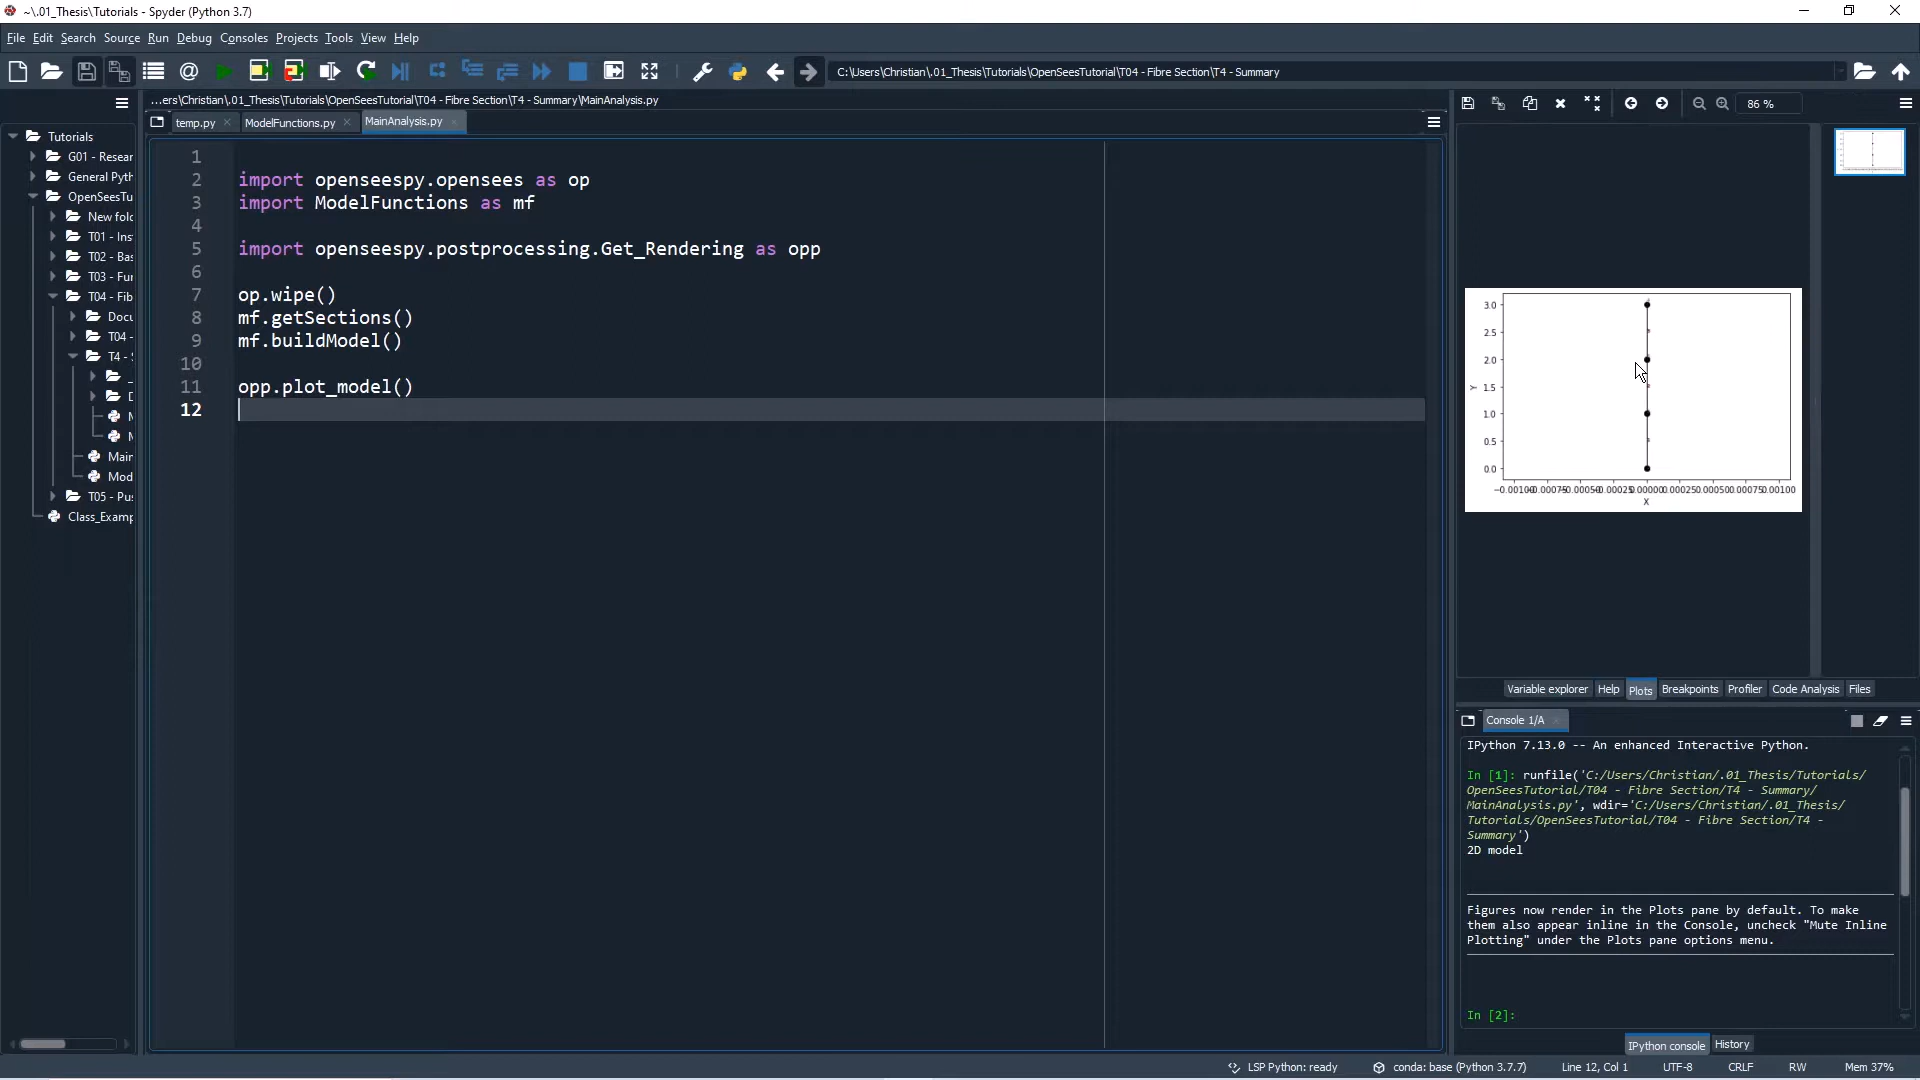 ~\.01_Thesis\Tutorials - Spyder (Python 3.7)
File Edit Search Source Run Debug Consoles Projects Tools View Help
C:\Users\Christian\.01_Thesis\Tutorials\OpenSeesTutorial\T04 - Fibre Section\T4 - Summary
...ers\Christian\.01_Thesis\Tutorials\OpenSeesTutorial\T04 - Fibre Section\T4 - Summary\MainAnalysis.py
86 %
temp.py ModelFunctions.py MainAnalysis.py
Tutorials
G01 - Resear
General Pyth
OpenSeesTu
New fold
T01 - Ins
T02 - Bas
T03 - Fun
T04 - Fib
Docu
T04 -
T4 - S
Main
Mod
T05 - Pus
Class_Examp
1
2 import openseespy.opensees as op
3 import ModelFunctions as mf
4
5 import openseespy.postprocessing.Get_Rendering as opp
6
7 op.wipe()
8 mf.getSections()
9 mf.buildModel()
10
11 opp.plot_model()
12
3.0
2.5
2.0
1.5
1.0
0.5
0.0
Y
−0.00100 −0.00075 −0.00050 −0.00025 0.00000 0.00025 0.00050 0.00075 0.00100
X
Variable explorer Help Plots Breakpoints Profiler Code Analysis Files
Console 1/A
IPython 7.13.0 -- An enhanced Interactive Python.
In [1]: runfile('C:/Users/Christian/.01_Thesis/Tutorials/
OpenSeesTutorial/T04 - Fibre Section/T4 - Summary/
MainAnalysis.py', wdir='C:/Users/Christian/.01_Thesis/
Tutorials/OpenSeesTutorial/T04 - Fibre Section/T4 -
Summary')
2D model
Figures now render in the Plots pane by default. To make
them also appear inline in the Console, uncheck "Mute Inline
Plotting" under the Plots pane options menu.
In [2]:
IPython console History
LSP Python: ready conda: base (Python 3.7.7) Line 12, Col 1 UTF-8 CRLF RW Mem 37%